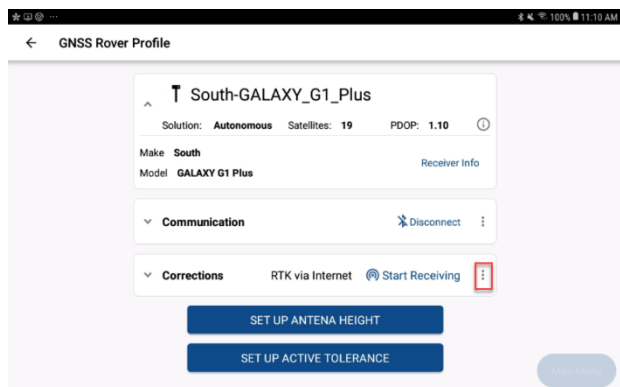 100% 11:10 AM
GNSS Rover Profile
South-GALAXY_G1_Plus
Solution: Autonomous Satellites: 19 PDOP: 1.10
Make South
Receiver Info
Model GALAXY G1 Plus
Communication Disconnect
Corrections RTK via Internet Start Receiving
SET UP ANTENA HEIGHT
SET UP ACTIVE TOLERANCE
Main Menu